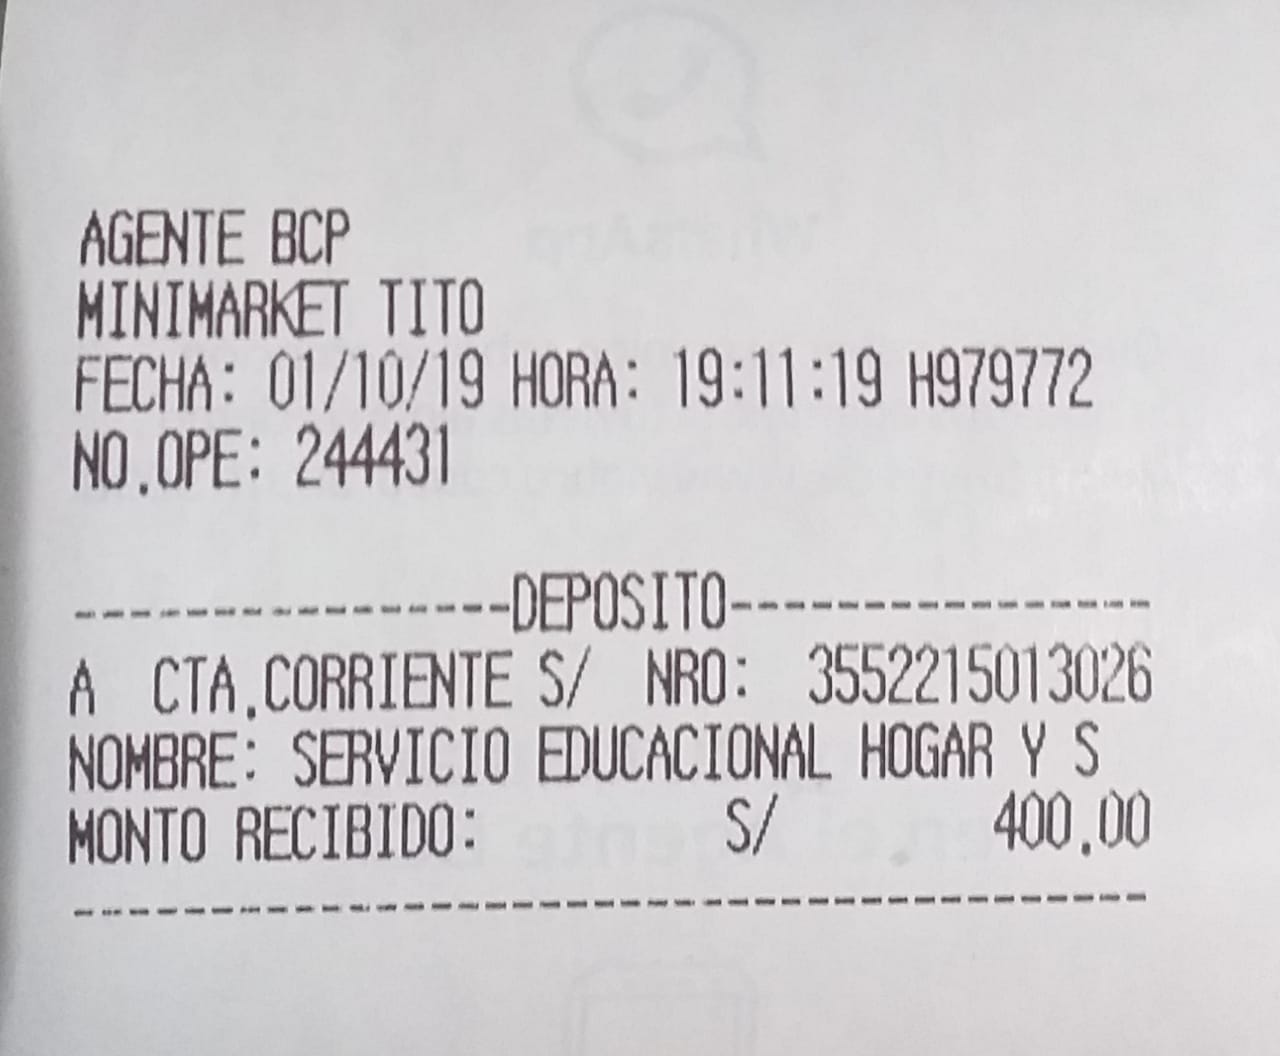 AGENTE BCP
MINIMARKET TITO
FECHA: 01/10/19 HORA: 19:11:19 H979772
NO.OPE: 244431
----------------DEPOSITO----------------
A CTA.CORRIENTE S/ NRO: 3552215013026
NOMBRE: SERVICIO EDUCACIONAL HOGAR Y S
MONTO RECIBIDO: S/ 400.00
----------------------------------------